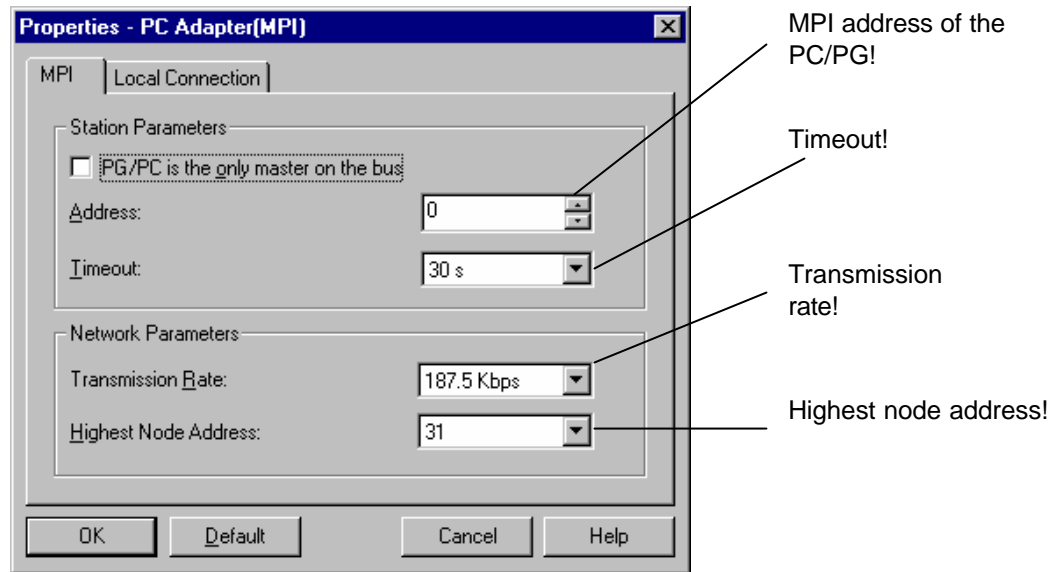 Properties - PC Adapter(MPI)
MPI address of the
PC/PG!
MPI
Local Connection
Station Parameters
PG/PC is the only master on the bus
Timeout!
Address:
0
Timeout:
30 s
Transmission
rate!
Network Parameters
Transmission Rate:
187.5 Kbps
Highest Node Address:
31
Highest node address!
OK
Default
Cancel
Help